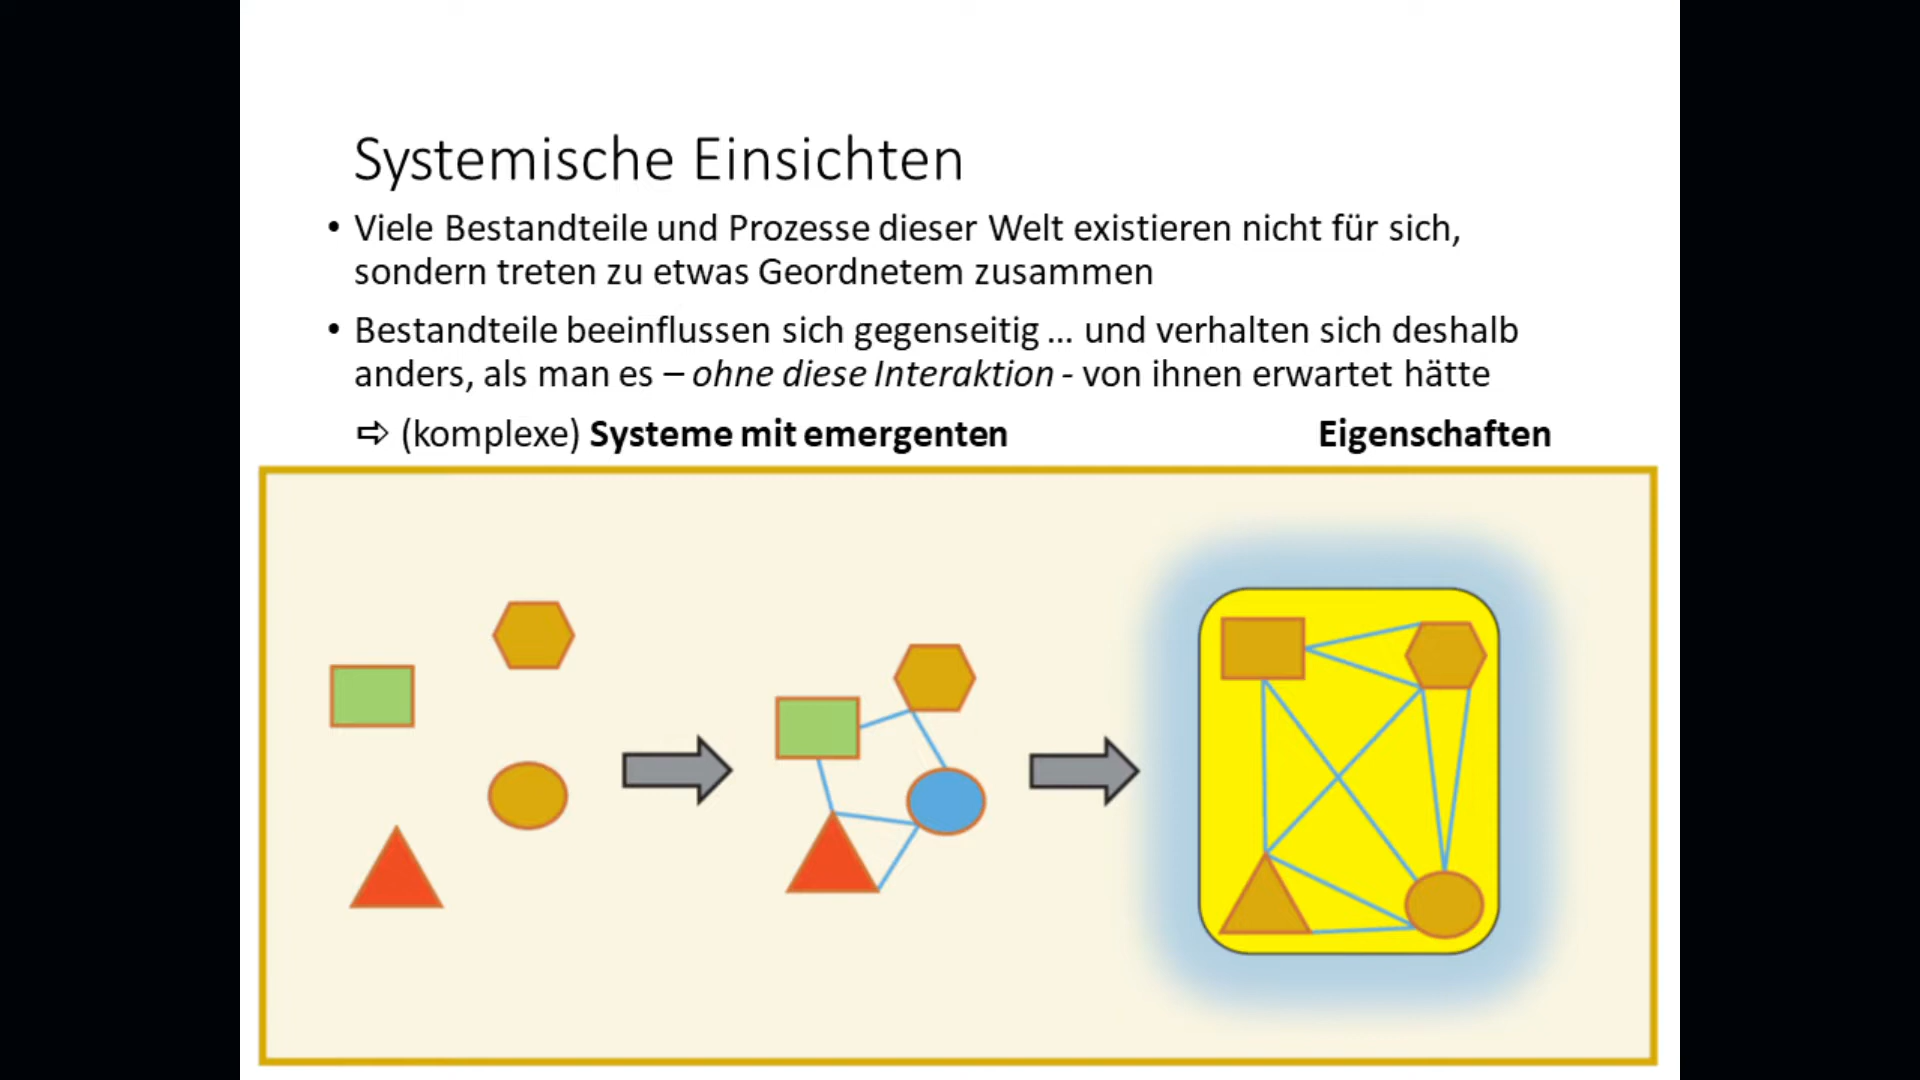 Systemische Einsichten
• Viele Bestandteile und Prozesse dieser Welt existieren nicht für sich,
sondern treten zu etwas Geordnetem zusammen
• Bestandteile beeinflussen sich gegenseitig ... und verhalten sich deshalb
anders, als man es – ohne diese Interaktion - von ihnen erwartet hätte
⇨ (komplexe) Systeme mit emergenten Eigenschaften